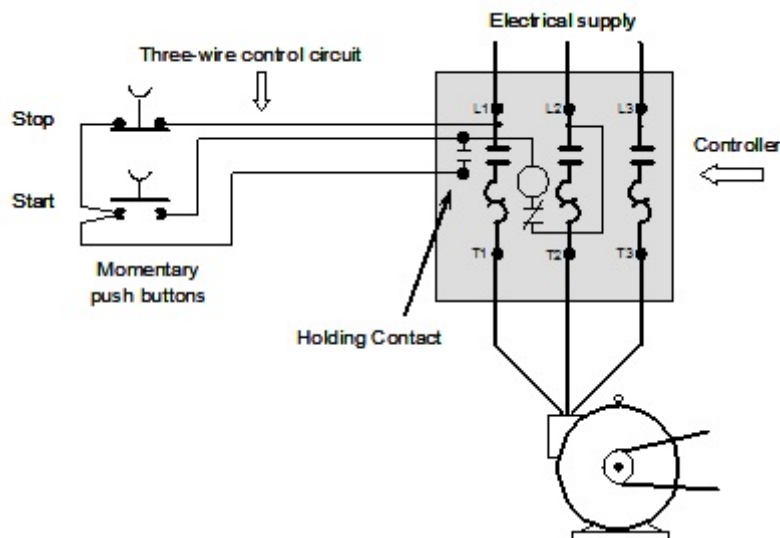 Electrical supply
Three-wire control circuit
L1
L2
L3
Stop
Controller
Start
T1
T2
T3
Momentary
push buttons
Holding Contact